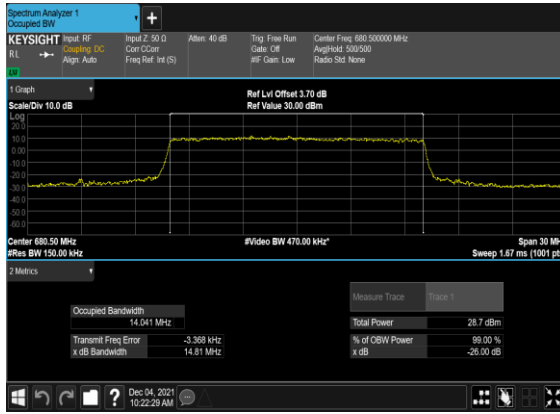 Spectrum Analyzer 1
Occupied BW
+
KEYSIGHT Input: RF Input Z: 50 Ω Atten: 40 dB Trig: Free Run Center Freq: 680.500000 MHz
RL Coupling: DC Corr CCorr Gate: Off Avg|Hold: 500/500
Align: Auto Freq Ref: Int (S) #IF Gain: Low Radio Std: None
LW
1 Graph
Ref Lvl Offset 3.70 dB
Scale/Div 10.0 dB Ref Value 30.00 dBm
Log
20.0
10.0
0.00
-10.0
-20.0
-30.0
-40.0
-50.0
-60.0
Center 680.50 MHz #Video BW 470.00 kHz* Span 30 MH
#Res BW 150.00 kHz Sweep 1.67 ms (1001 pt
2 Metrics
Measure Trace Trace 1
Occupied Bandwidth
14.041 MHz Total Power 28.7 dBm
Transmit Freq Error -3.368 kHz % of OBW Power 99.00 %
x dB Bandwidth 14.81 MHz x dB -26.00 dB
? Dec 04, 2021
10:22:29 AM